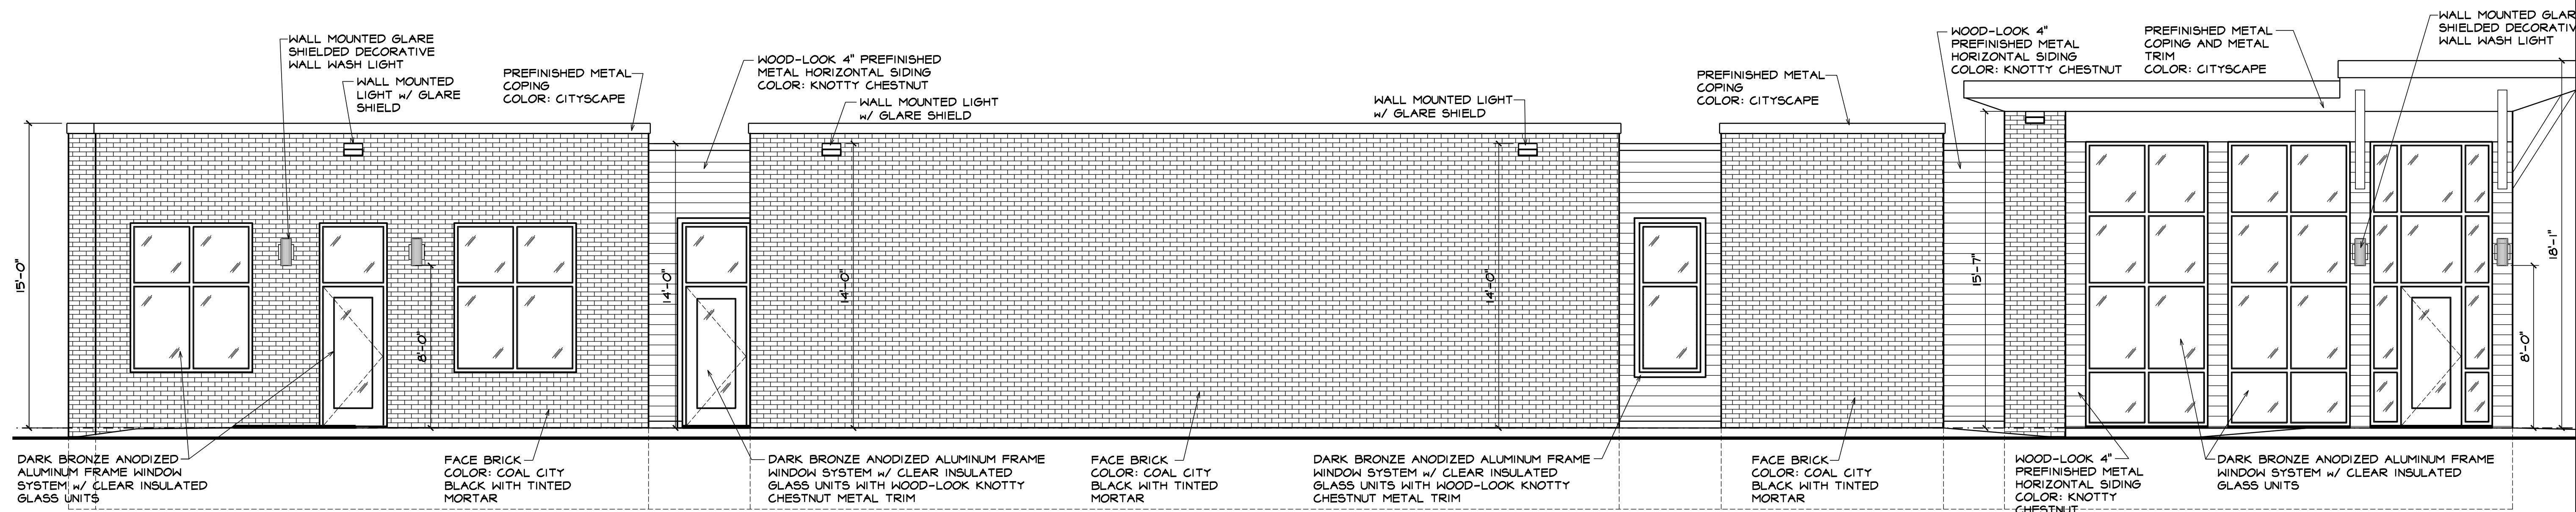 WALL MOUNTED GLARE
SHIELDED DECORATIVE
WALL WASH LIGHT
WALL MOUNTED
LIGHT w/ GLARE
SHIELD
PREFINISHED METAL
COPING
COLOR: CITYSCAPE
WOOD-LOOK 4" PREFINISHED
METAL HORIZONTAL SIDING
COLOR: KNOTTY CHESTNUT
WALL MOUNTED LIGHT
w/ GLARE SHIELD
WALL MOUNTED LIGHT
w/ GLARE SHIELD
PREFINISHED METAL
COPING
COLOR: CITYSCAPE
WOOD-LOOK 4"
PREFINISHED METAL
HORIZONTAL SIDING
COLOR: KNOTTY CHESTNUT
PREFINISHED METAL
COPING AND METAL
TRIM
COLOR: CITYSCAPE
WALL MOUNTED GLAR
SHIELDED DECORATIV
WALL WASH LIGHT
15'-0"
8'-0"
14'-0"
14'-0"
14'-0"
15'-7"
8'-0"
18'-1"
DARK BRONZE ANODIZED
ALUMINUM FRAME WINDOW
SYSTEM w/ CLEAR INSULATED
GLASS UNITS
FACE BRICK
COLOR: COAL CITY
BLACK WITH TINTED
MORTAR
DARK BRONZE ANODIZED ALUMINUM FRAME
WINDOW SYSTEM w/ CLEAR INSULATED
GLASS UNITS WITH WOOD-LOOK KNOTTY
CHESTNUT METAL TRIM
FACE BRICK
COLOR: COAL CITY
BLACK WITH TINTED
MORTAR
DARK BRONZE ANODIZED ALUMINUM FRAME
WINDOW SYSTEM w/ CLEAR INSULATED
GLASS UNITS WITH WOOD-LOOK KNOTTY
CHESTNUT METAL TRIM
FACE BRICK
COLOR: COAL CITY
BLACK WITH TINTED
MORTAR
WOOD-LOOK 4"
PREFINISHED METAL
HORIZONTAL SIDING
COLOR: KNOTTY
CHESTNUT
DARK BRONZE ANODIZED ALUMINUM FRAME
WINDOW SYSTEM w/ CLEAR INSULATED
GLASS UNITS